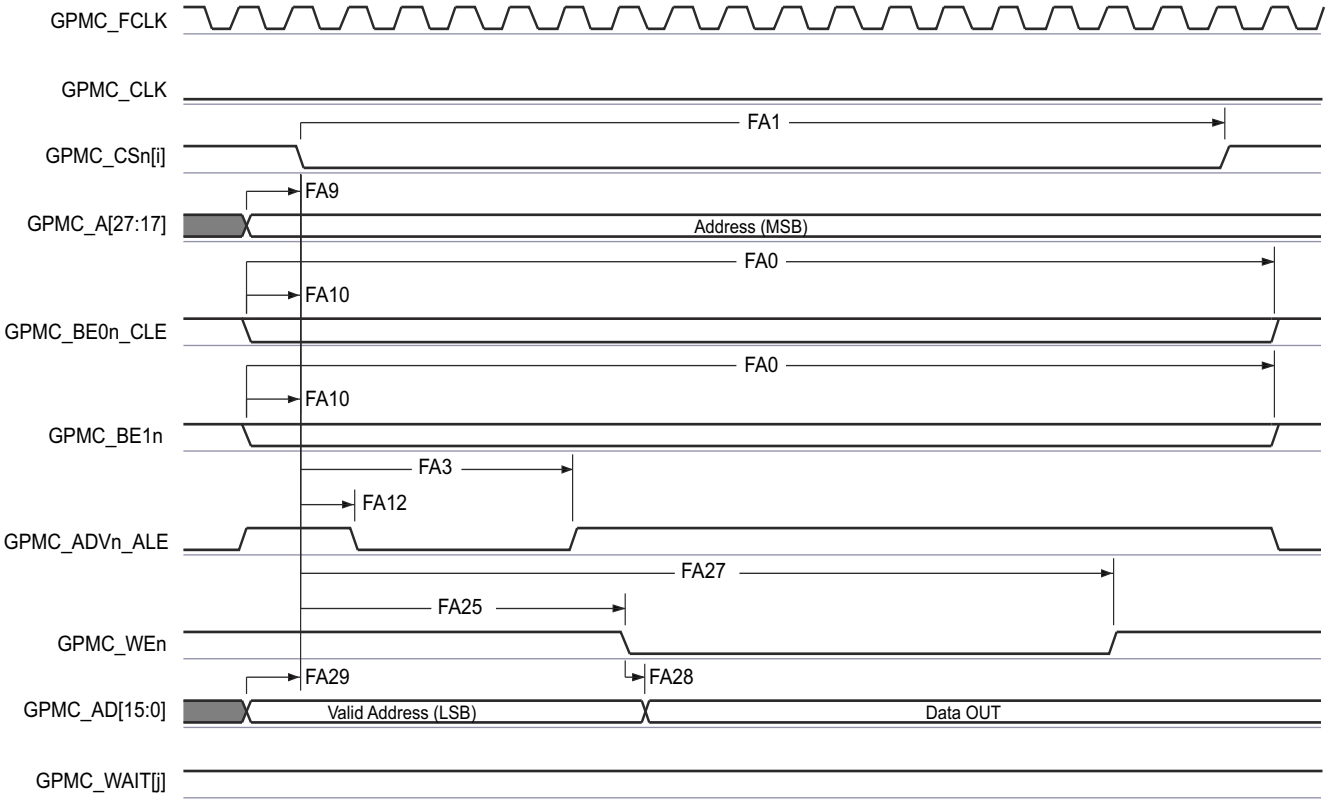 GPMC_FCLK
GPMC_CLK
FA1
GPMC_CSn[i]
FA9
GPMC_A[27:17]
Address (MSB)
FA0
FA10
GPMC_BE0n_CLE
FA0
FA10
GPMC_BE1n
FA3
FA12
GPMC_ADVn_ALE
FA27
FA25
GPMC_WEn
FA29
FA28
GPMC_AD[15:0]
Valid Address (LSB)
Data OUT
GPMC_WAIT[j]